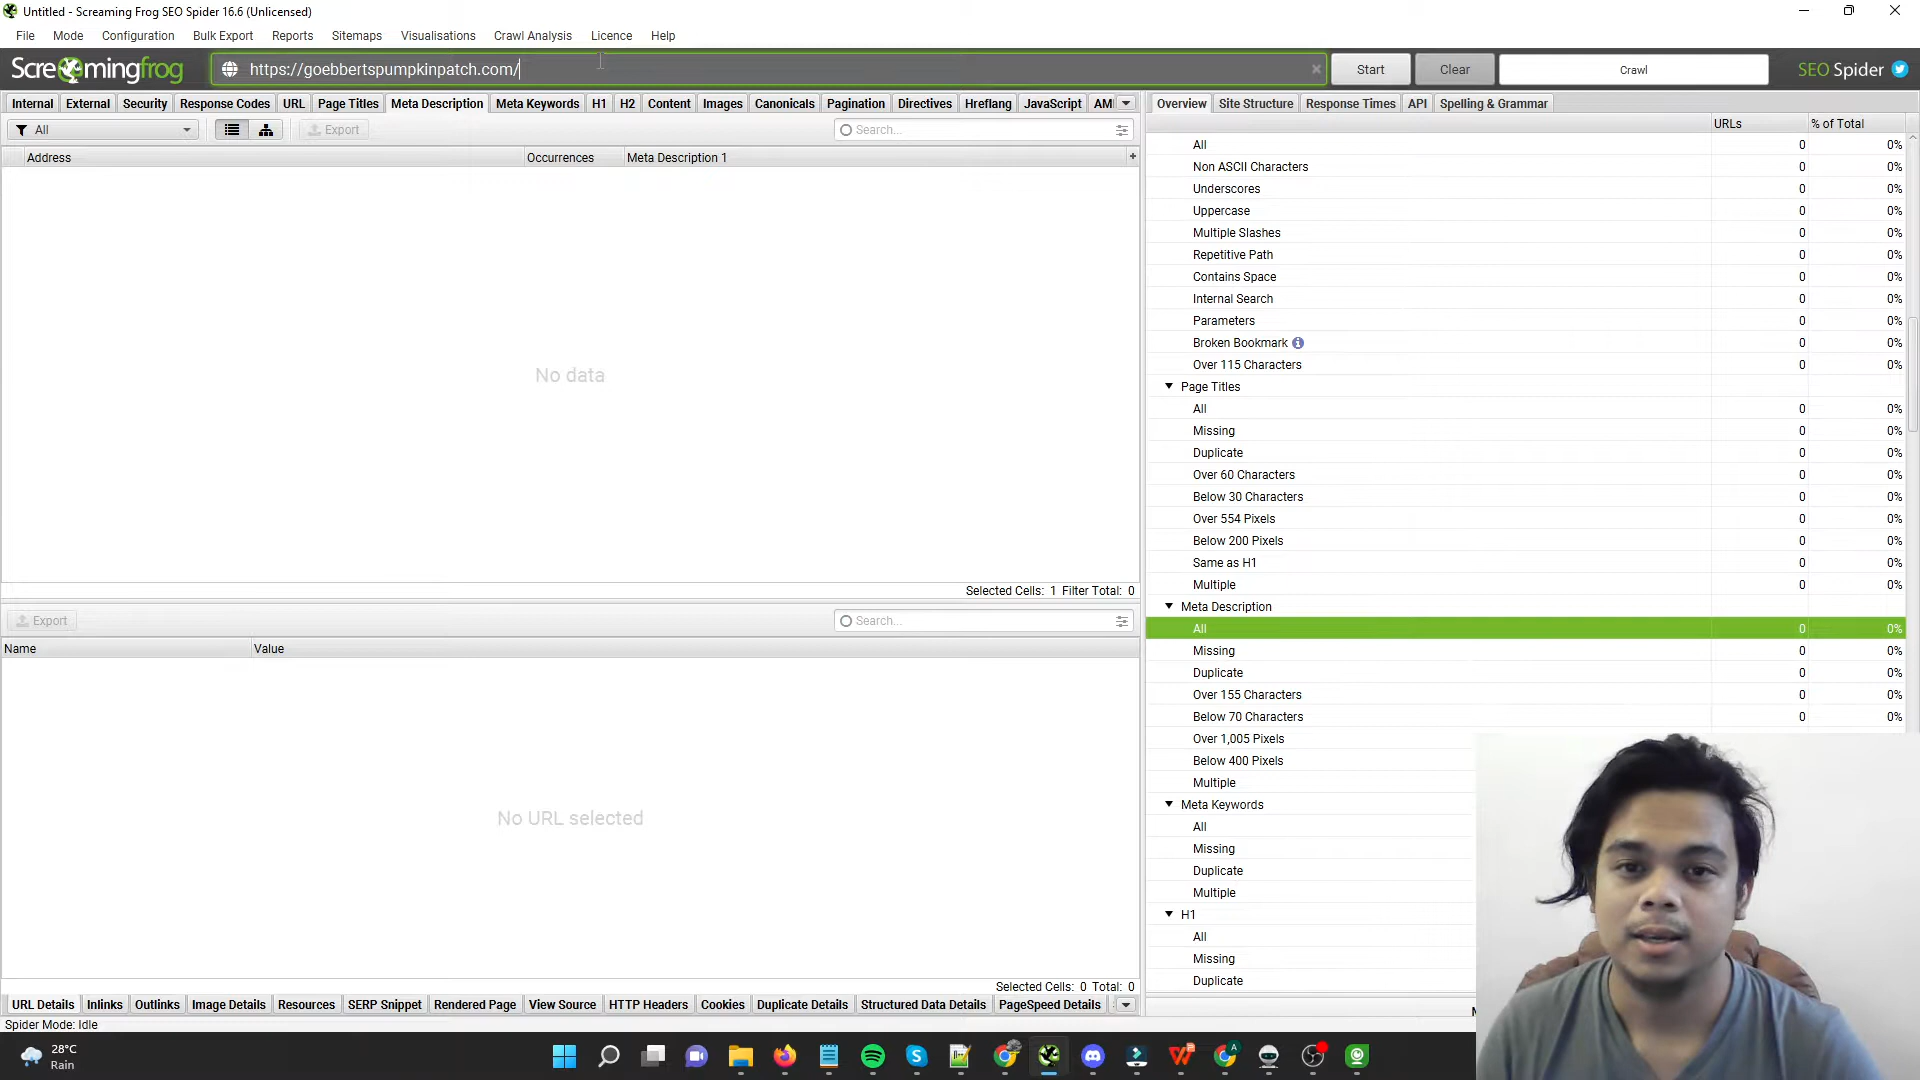 Untitled - Screaming Frog SEO Spider 16.6 (Unlicensed)
File Mode Configuration Bulk Export Reports Sitemaps Visualisations Crawl Analysis Licence Help
Screamingfrog https://goebbertspumpkinpatch.com/ Start Clear Crawl SEO Spider
Internal External Security Response Codes URL Page Titles Meta Description Meta Keywords H1 H2 Content Images Canonicals Pagination Directives Hreflang JavaScript AM Overview Site Structure Response Times API Spelling & Grammar
All Export Search... URLs % of Total
Address Occurrences Meta Description 1 +
All 0 0%
Non ASCII Characters 0 0%
Underscores 0 0%
Uppercase 0 0%
Multiple Slashes 0 0%
Repetitive Path 0 0%
Contains Space 0 0%
Internal Search 0 0%
Parameters 0 0%
Broken Bookmark 0 0%
Over 115 Characters 0 0%
No data
Page Titles
All 0 0%
Missing 0 0%
Duplicate 0 0%
Over 60 Characters 0 0%
Below 30 Characters 0 0%
Over 554 Pixels 0 0%
Below 200 Pixels 0 0%
Same as H1 0 0%
Multiple 0 0%
Selected Cells: 1 Filter Total: 0
Meta Description
All 0 0%
Missing 0 0%
Duplicate 0 0%
Over 155 Characters 0 0%
Below 70 Characters 0 0%
Over 1,005 Pixels
Below 400 Pixels
Multiple
Meta Keywords
All
Missing
Duplicate
Multiple
H1
All
Missing
Duplicate
Export Search...
Name Value
No URL selected
Selected Cells: 0 Total: 0
URL Details Inlinks Outlinks Image Details Resources SERP Snippet Rendered Page View Source HTTP Headers Cookies Duplicate Details Structured Data Details PageSpeed Details
Spider Mode: Idle
28°C
Rain